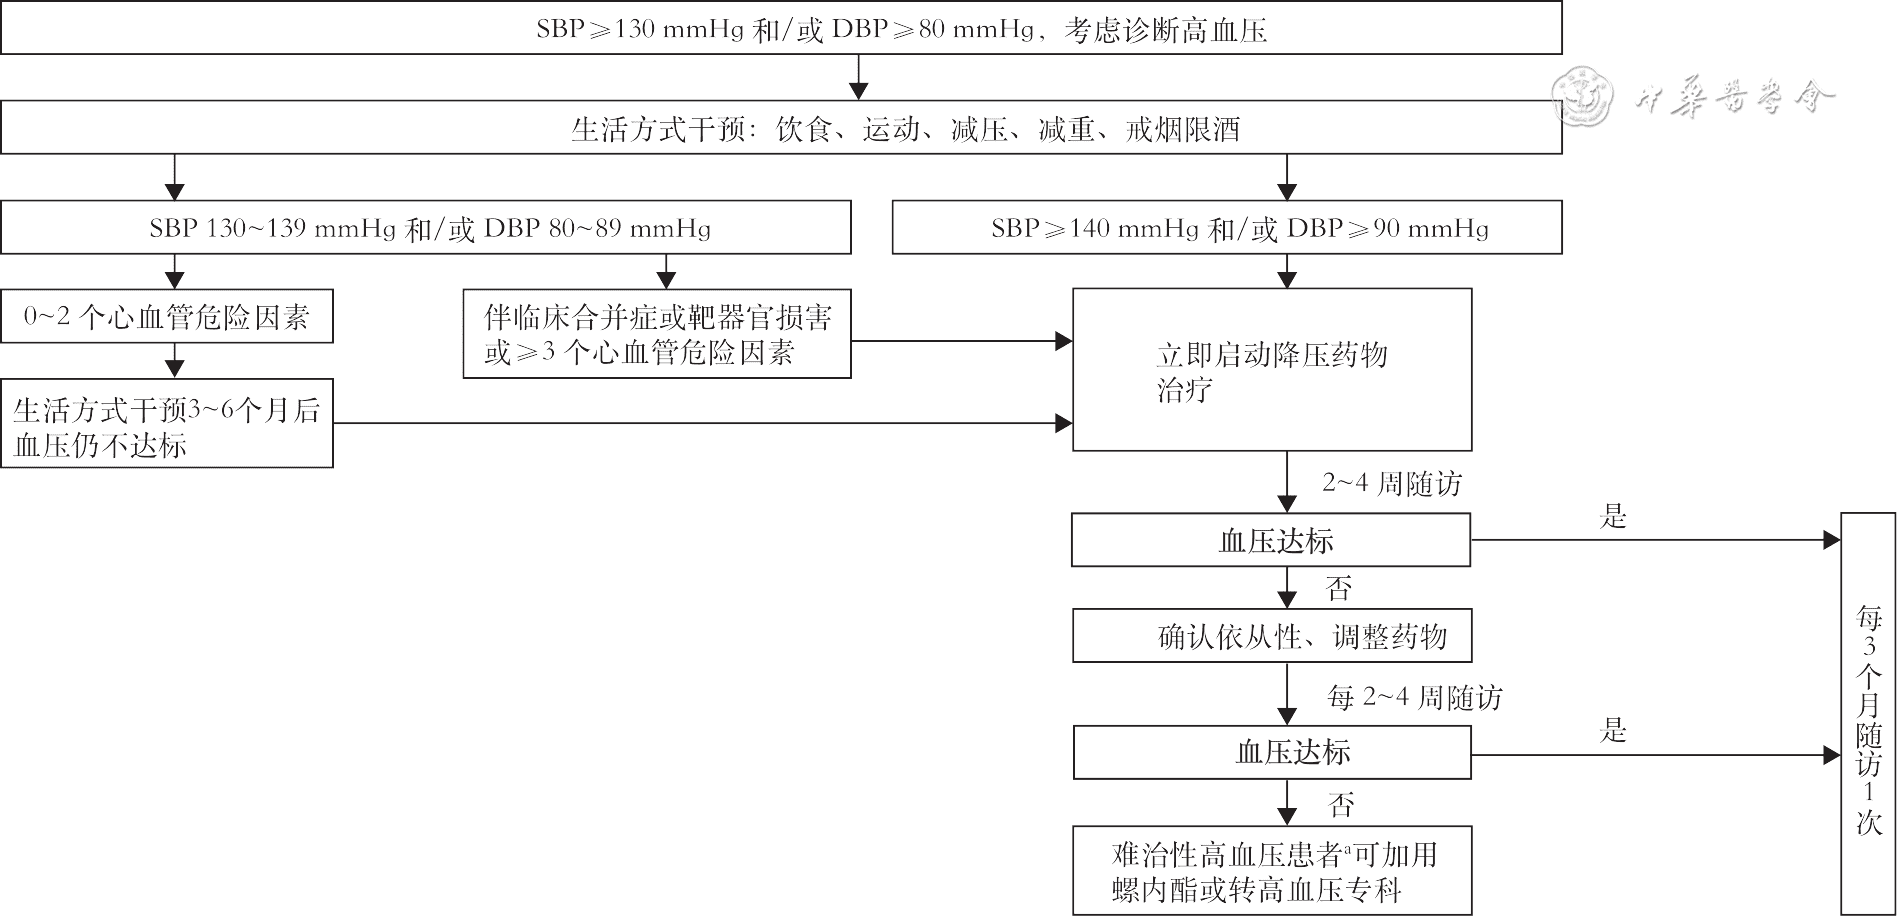 SBP≥130 mmHg 和/或 DBP≥80 mmHg，考虑诊断高血压
中华医学会
生活方式干预：饮食、运动、减压、减重、戒烟限酒
SBP 130~139 mmHg 和/或 DBP 80~89 mmHg
SBP≥140 mmHg 和/或 DBP≥90 mmHg
0~2 个心血管危险因素
伴临床合并症或靶器官损害
或≥3 个心血管危险因素
立即启动降压药物
治疗
生活方式干预3~6个月后
血压仍不达标
2~4 周随访
血压达标
是
否
确认依从性、调整药物
每 2~4 周随访
血压达标
是
否
难治性高血压患者a可加用
螺内酯或转高血压专科
每3个月随访1次